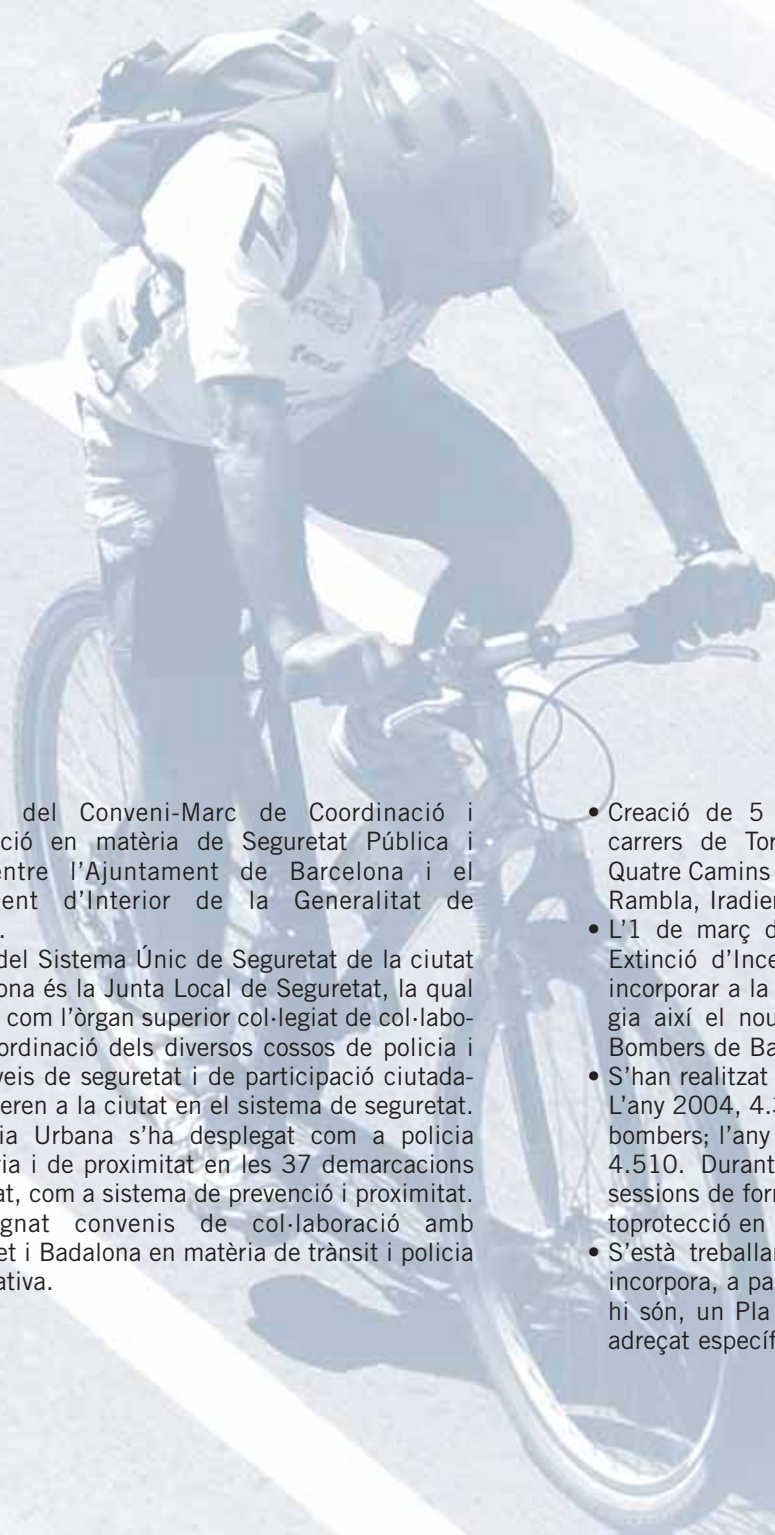 del Conveni-Marc de Coordinació i
ció en matèria de Seguretat Pública i
entre l'Ajuntament de Barcelona i el
ent d'Interior de la Generalitat de
.
del Sistema Únic de Seguretat de la ciutat
ona és la Junta Local de Seguretat, la qual
com l'òrgan superior col·legiat de col·labo-
ordinació dels diversos cossos de policia i
veis de seguretat i de participació ciutada-
eren a la ciutat en el sistema de seguretat.
ia Urbana s'ha desplegat com a policia
ia i de proximitat en les 37 demarcacions
at, com a sistema de prevenció i proximitat.
gnat convenis de col·laboració amb
et i Badalona en matèria de trànsit i policia
ativa.
• Creació de 5
carrers de Tor
Quatre Camins
Rambla, Iradier
• L'1 de març d
Extinció d'Ince
incorporar a la
gia així el nou
Bombers de Ba
• S'han realitzat
L'any 2004, 4.3
bombers; l'any
4.510. Durant
sessions de for
toprotecció en
• S'està treballan
incorpora, a pa
hi són, un Pla
adreçat específ